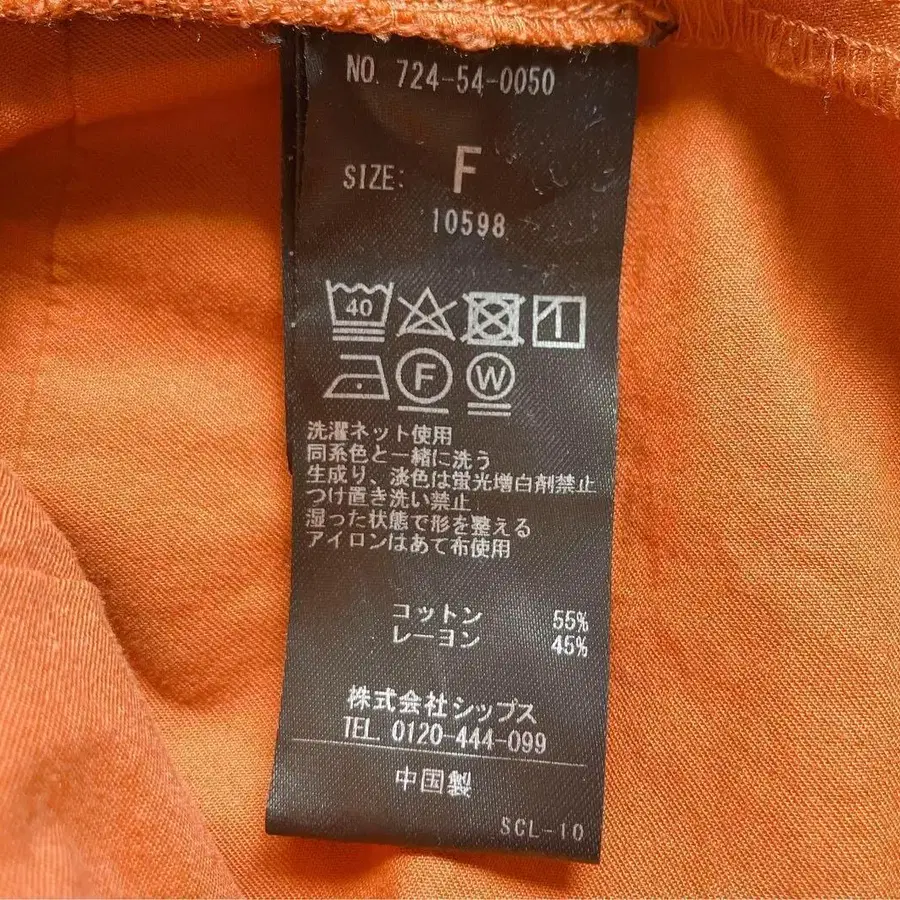 NO. 724-54-0050
SIZE: F
10598
40
F W
洗濯ネット使用
同系色と一緒に洗う
生成り、淡色は蛍光増白剤禁止
つけ置き洗い禁止
湿った状態で形を整える
アイロンはあて布使用
コットン 55%
レーヨン 45%
株式会社シップス
TEL. 0120-444-099
中国製
SCL-10